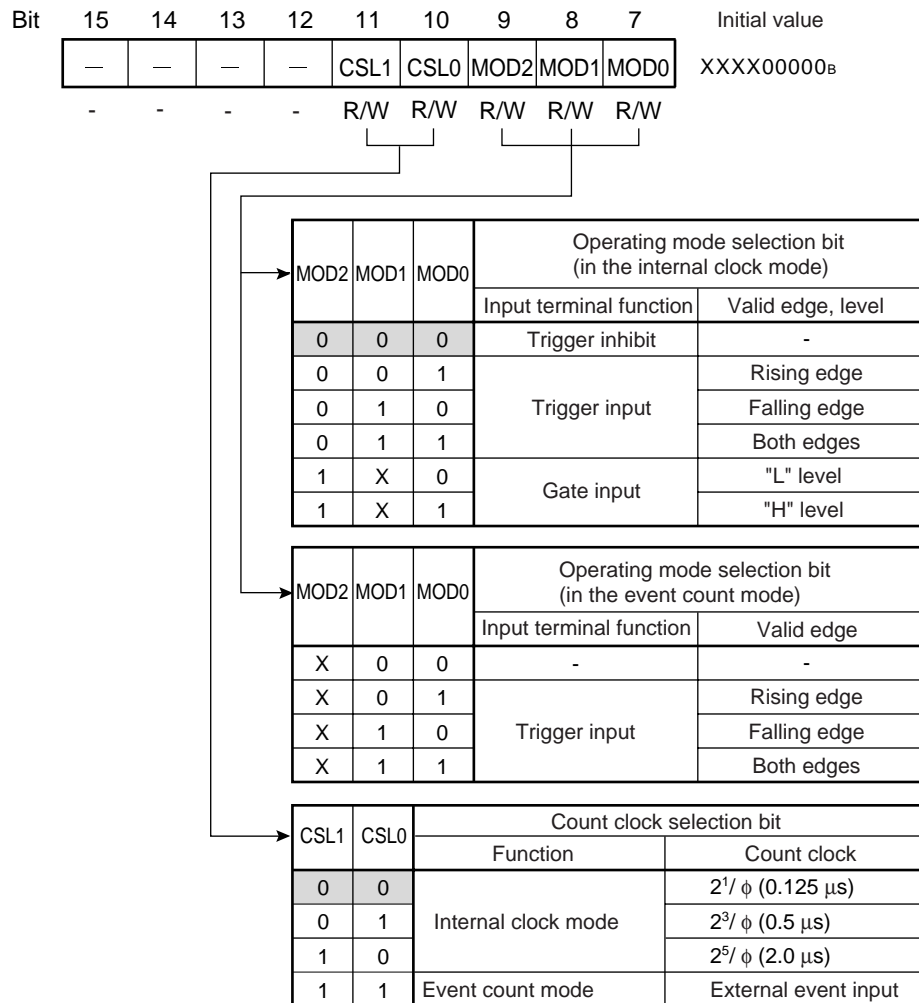 Bit 15 14 13 12 11 10 9 8 7 Initial value
— — — — CSL1 CSL0 MOD2 MOD1 MOD0 XXXX00000B
- - - - R/W R/W R/W R/W R/W
MOD2 MOD1 MOD0 Operating mode selection bit
(in the internal clock mode)
Input terminal function Valid edge, level
0 0 0 Trigger inhibit -
0 0 1 Rising edge
0 1 0 Trigger input Falling edge
0 1 1 Both edges
1 X 0 Gate input "L" level
1 X 1 "H" level
MOD2 MOD1 MOD0 Operating mode selection bit
(in the event count mode)
Input terminal function Valid edge
X 0 0 - -
X 0 1 Rising edge
X 1 0 Trigger input Falling edge
X 1 1 Both edges
CSL1 CSL0 Count clock selection bit
Function Count clock
0 0 2¹/ φ (0.125 μs)
0 1 Internal clock mode 2³/ φ (0.5 μs)
1 0 2⁵/ φ (2.0 μs)
1 1 Event count mode External event input